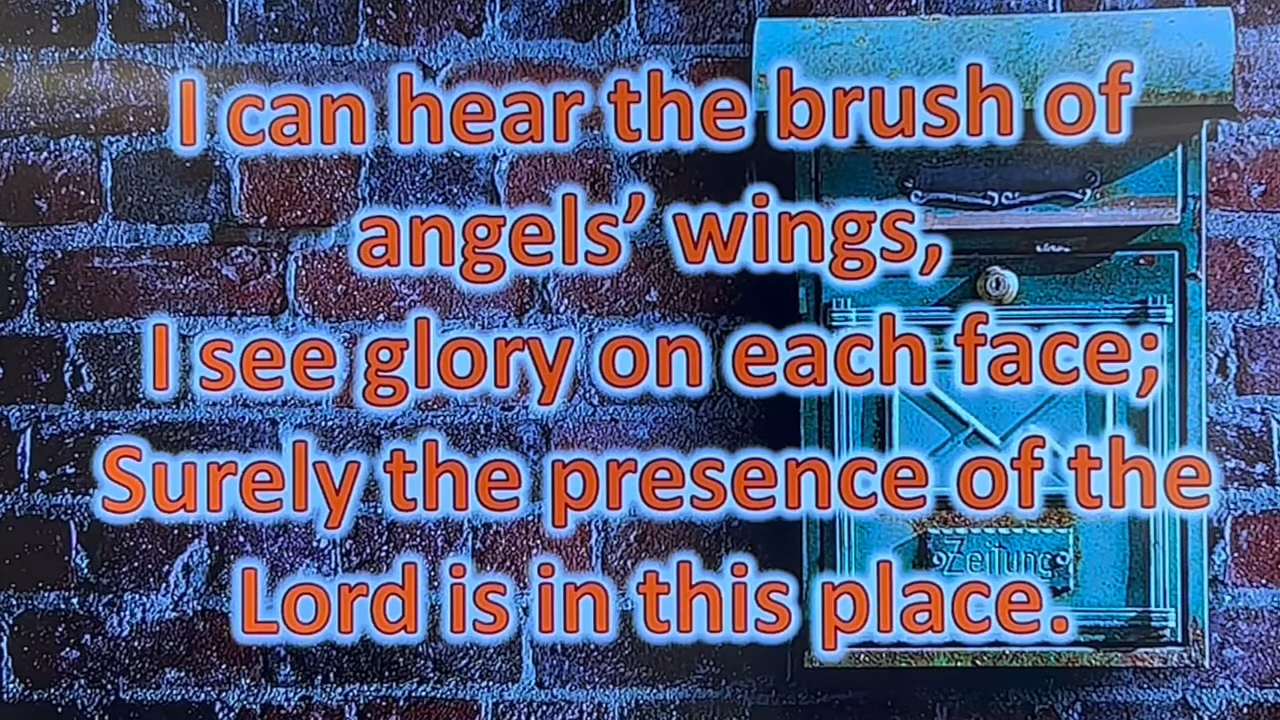 I can hear the brush of
angels’ wings,
I see glory on each face;
Surely the presence of the
Lord is in this place.
Zeitung